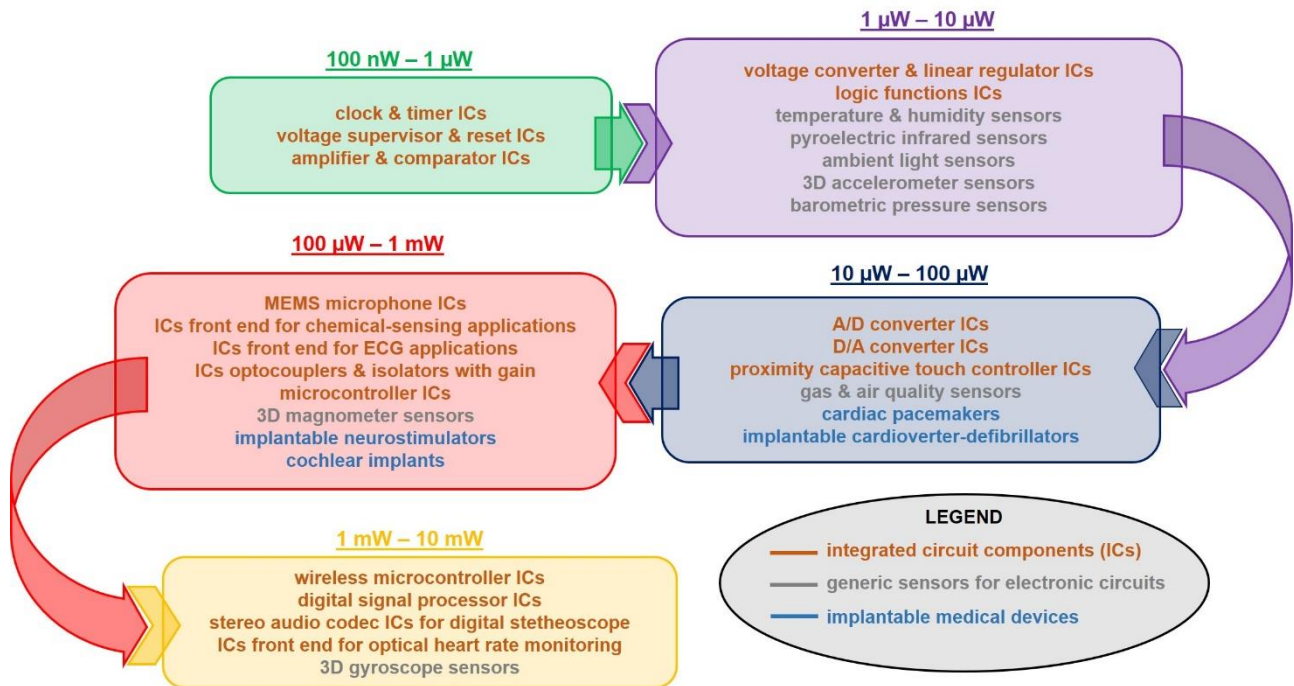 100 nW – 1 µW
clock & timer ICs
voltage supervisor & reset ICs
amplifier & comparator ICs
1 µW – 10 µW
voltage converter & linear regulator ICs
logic functions ICs
temperature & humidity sensors
pyroelectric infrared sensors
ambient light sensors
3D accelerometer sensors
barometric pressure sensors
10 µW – 100 µW
A/D converter ICs
D/A converter ICs
proximity capacitive touch controller ICs
gas & air quality sensors
cardiac pacemakers
implantable cardioverter-defibrillators
100 µW – 1 mW
MEMS microphone ICs
ICs front end for chemical-sensing applications
ICs front end for ECG applications
ICs optocouplers & isolators with gain
microcontroller ICs
3D magnometer sensors
implantable neurostimulators
cochlear implants
1 mW – 10 mW
wireless microcontroller ICs
digital signal processor ICs
stereo audio codec ICs for digital stetheoscope
ICs front end for optical heart rate monitoring
3D gyroscope sensors
LEGEND
integrated circuit components (ICs)
generic sensors for electronic circuits
implantable medical devices